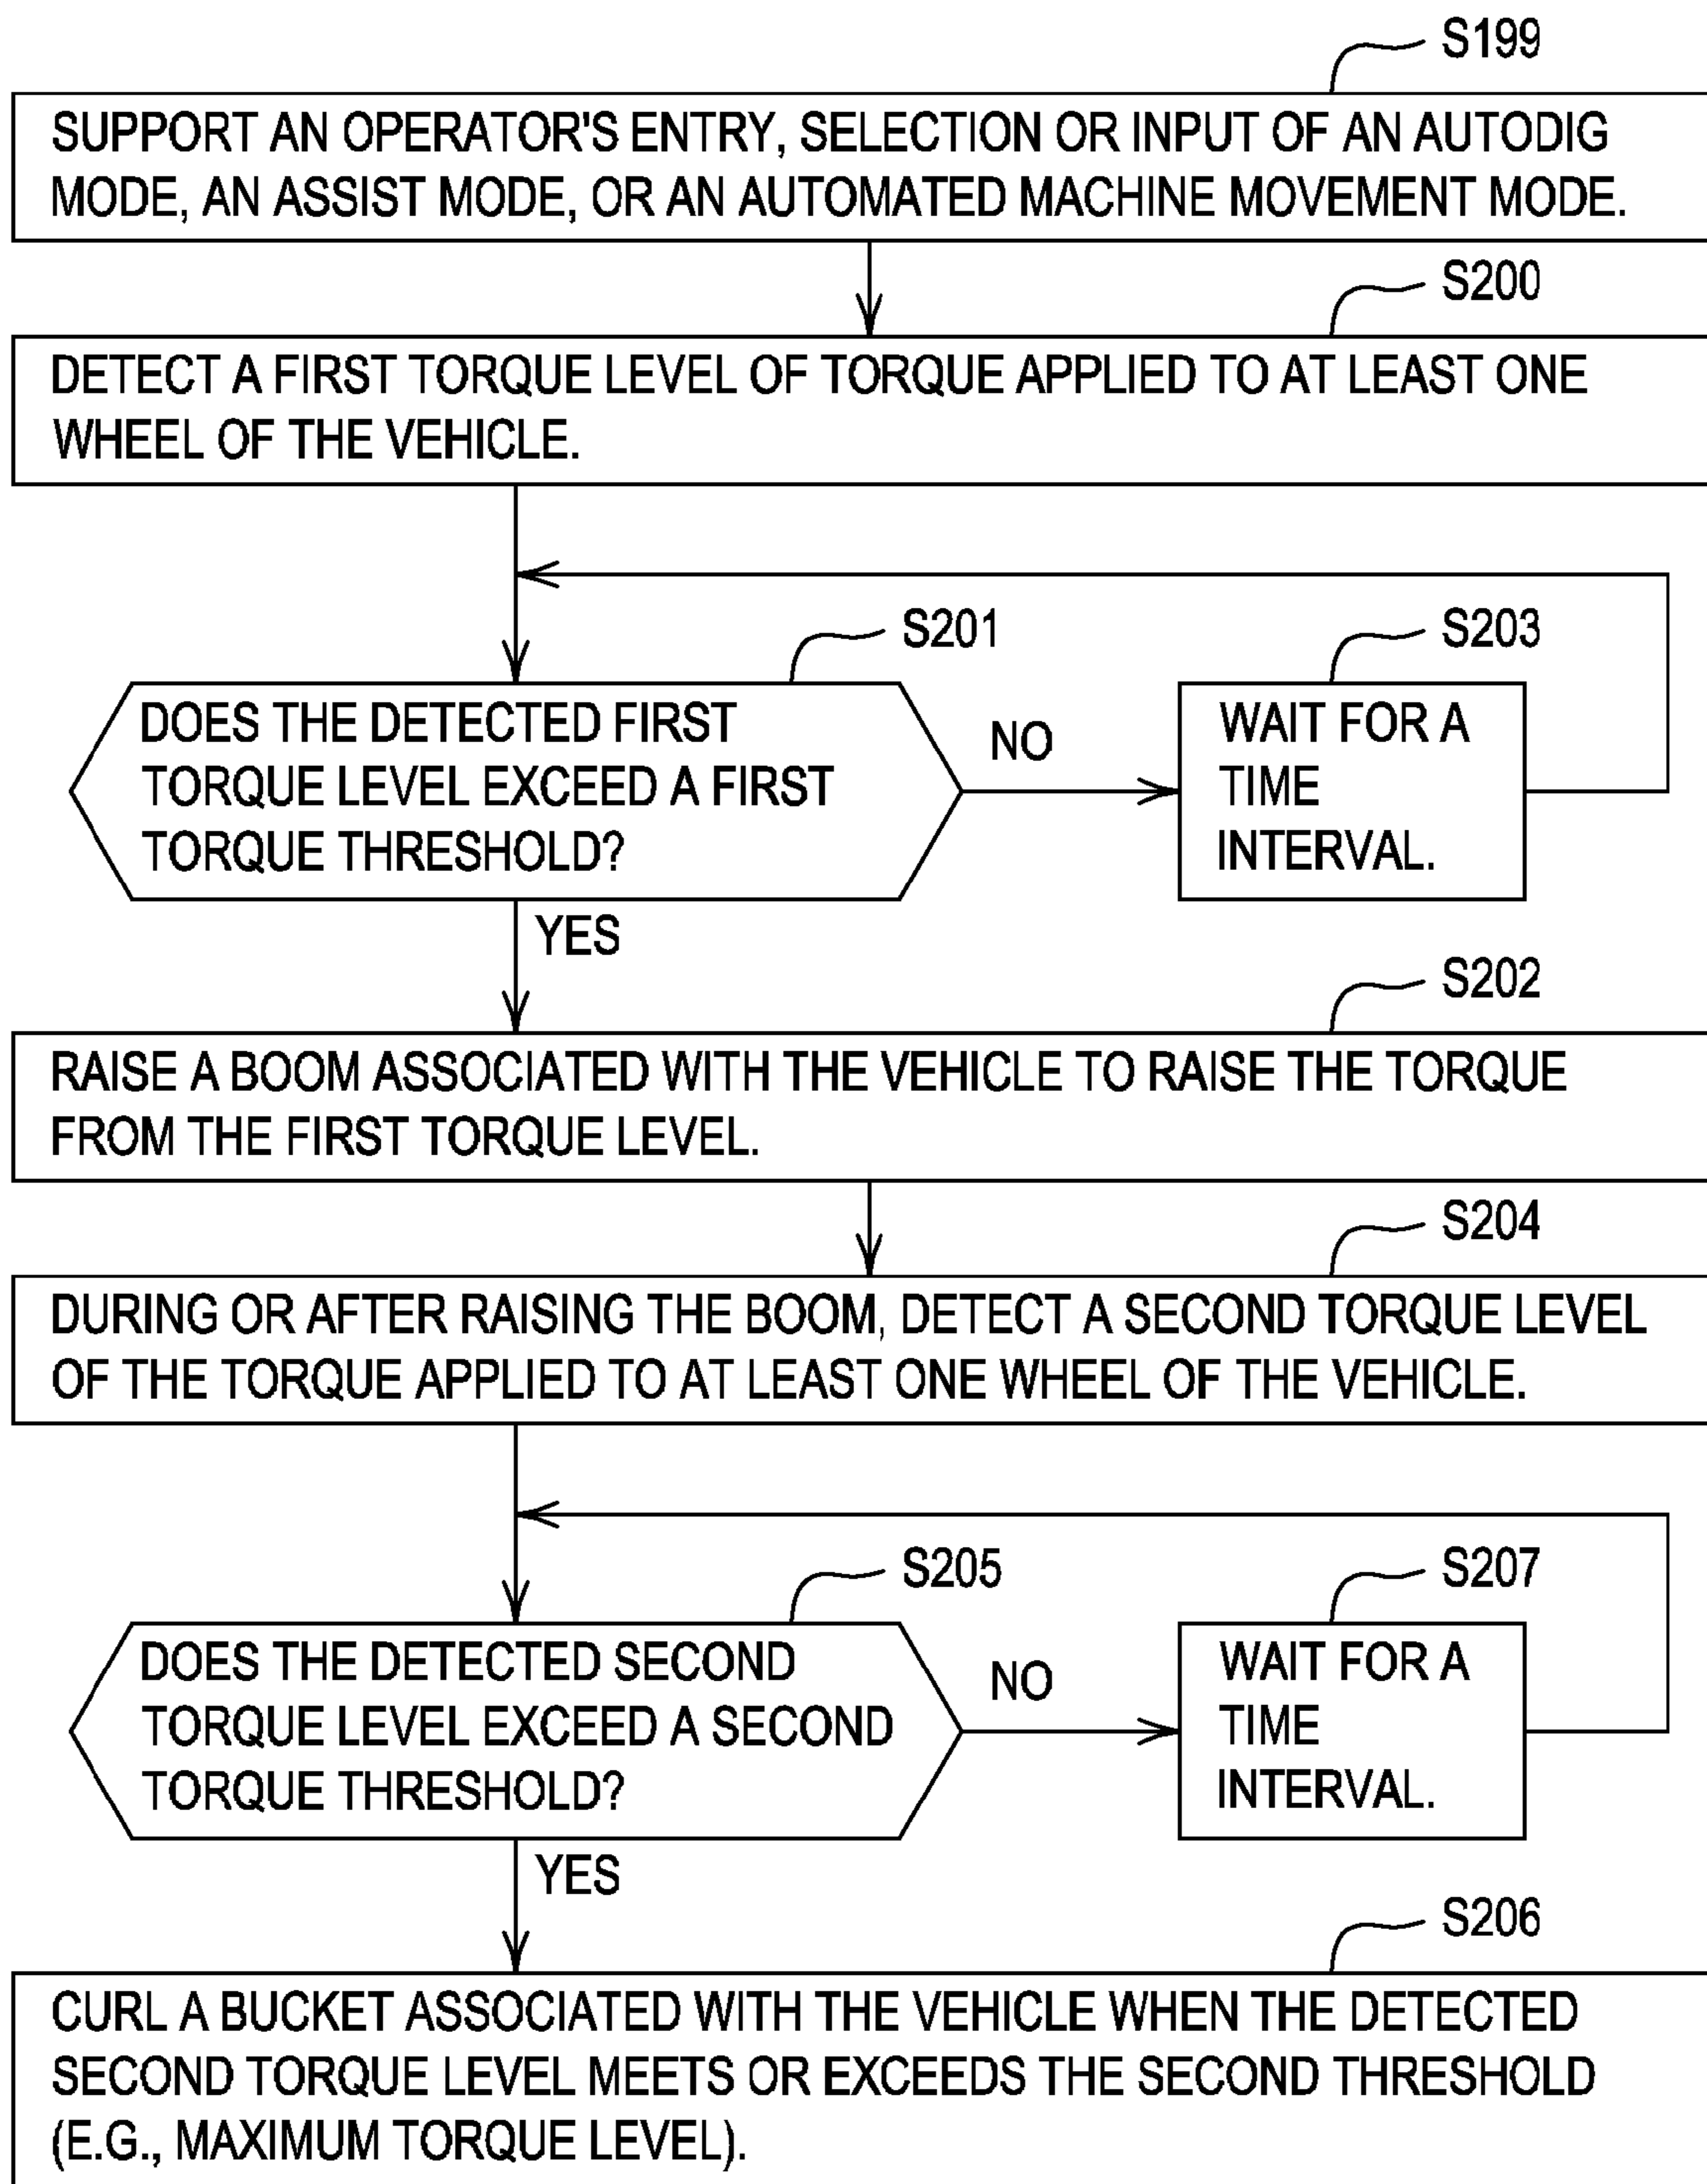 S199
SUPPORT AN OPERATOR'S ENTRY, SELECTION OR INPUT OF AN AUTODIG
MODE, AN ASSIST MODE, OR AN AUTOMATED MACHINE MOVEMENT MODE.
S200
DETECT A FIRST TORQUE LEVEL OF TORQUE APPLIED TO AT LEAST ONE
WHEEL OF THE VEHICLE.
S201
DOES THE DETECTED FIRST
TORQUE LEVEL EXCEED A FIRST
TORQUE THRESHOLD?
NO
S203
WAIT FOR A
TIME
INTERVAL.
YES
S202
RAISE A BOOM ASSOCIATED WITH THE VEHICLE TO RAISE THE TORQUE
FROM THE FIRST TORQUE LEVEL.
S204
DURING OR AFTER RAISING THE BOOM, DETECT A SECOND TORQUE LEVEL
OF THE TORQUE APPLIED TO AT LEAST ONE WHEEL OF THE VEHICLE.
S205
DOES THE DETECTED SECOND
TORQUE LEVEL EXCEED A SECOND
TORQUE THRESHOLD?
NO
S207
WAIT FOR A
TIME
INTERVAL.
YES
S206
CURL A BUCKET ASSOCIATED WITH THE VEHICLE WHEN THE DETECTED
SECOND TORQUE LEVEL MEETS OR EXCEEDS THE SECOND THRESHOLD
(E.G., MAXIMUM TORQUE LEVEL).